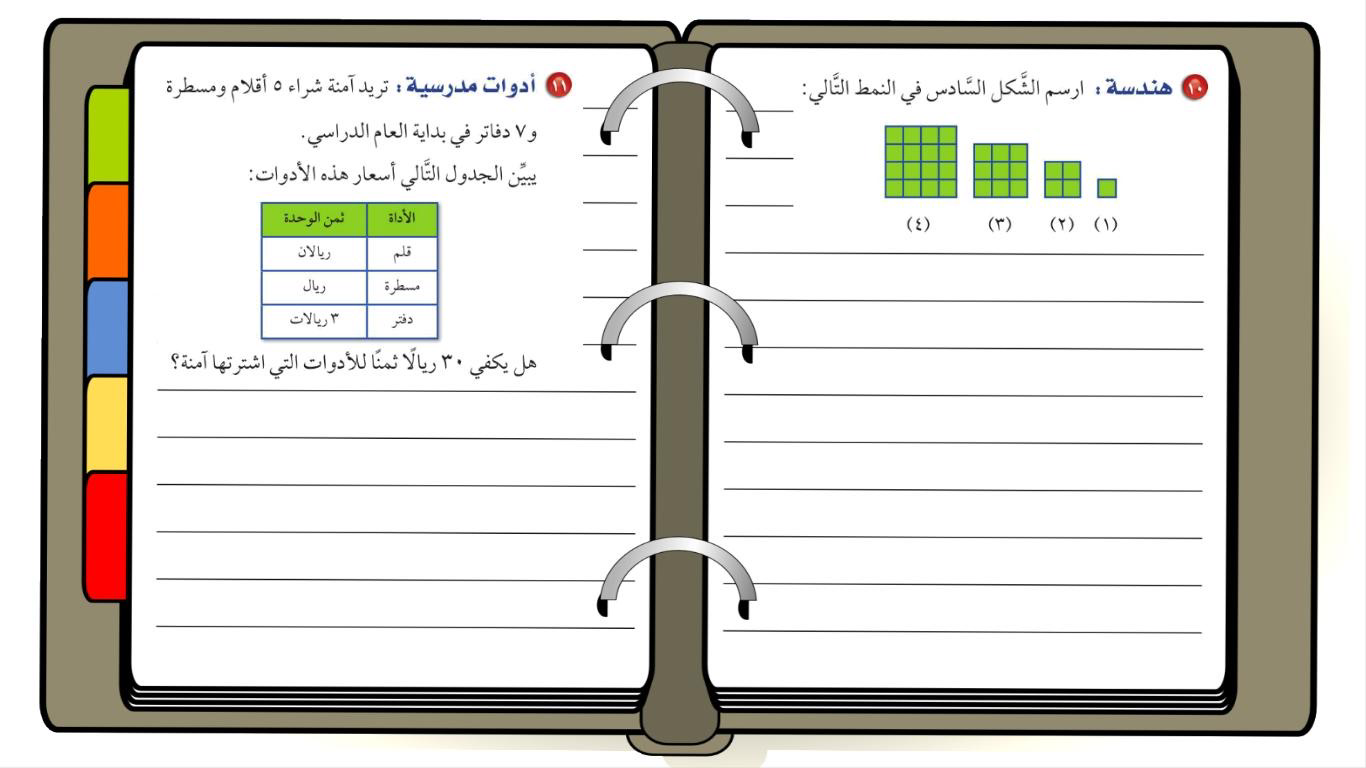 ١٠ هندسة : ارسم الشَّكل السَّادس في النمط التَّالي:
(١) (٢) (٣) (٤)
١١ أدوات مدرسية : تريد آمنة شراء ٥ أقلام ومسطرة
و٧ دفاتر في بداية العام الدراسي.
يبيِّن الجدول التَّالي أسعار هذه الأدوات:
الأداة ثمن الوحدة
قلم ريالان
مسطرة ريال
دفتر ٣ ريالات
هل يكفي ٣٠ ريالًا ثمنًا للأدوات التي اشترتها آمنة؟